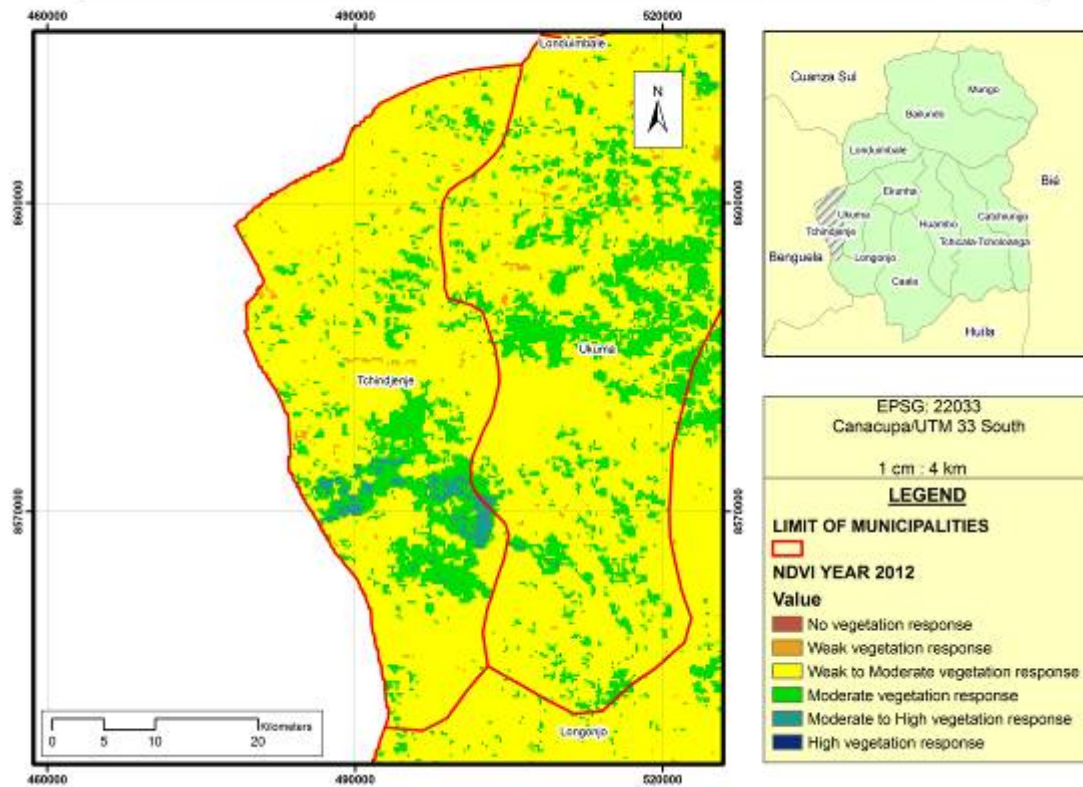 460000
490000
520000
Londuimbale
N
8600000
8600000
Ukuma
Tchindjenje
8570000
8570000
Kilometers
0
5
10
20
Longonjo
460000
490000
520000
Cuanza Sul
Mungo
Bailundo
Londuimbale
Bié
Ekunha
Ukuma
Catchiungo
Huambo
Tchindjenje
Tchicala-Tcholoanga
Benguela
Longonjo
Caala
Huila
EPSG: 22033
Canacupa/UTM 33 South
1 cm : 4 km
LEGEND
LIMIT OF MUNICIPALITIES
NDVI YEAR 2012
Value
No vegetation response
Weak vegetation response
Weak to Moderate vegetation response
Moderate vegetation response
Moderate to High vegetation response
High vegetation response